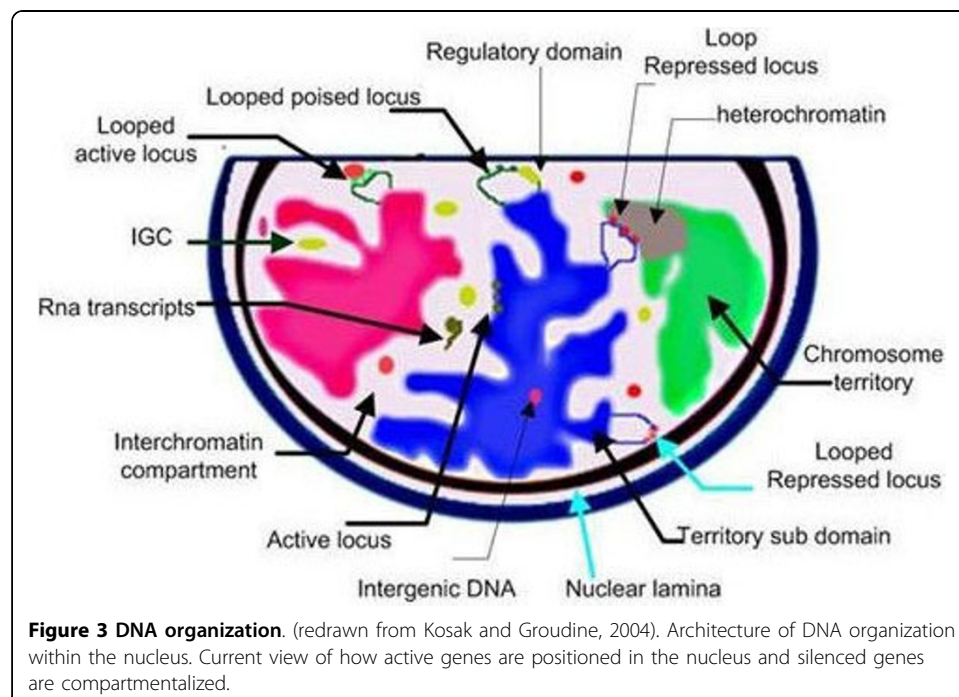 Regulatory domain
Loop
Repressed locus
Looped poised locus
heterochromatin
Looped
active locus
IGC
Rna transcripts
Chromosome
territory
Interchromatin
compartment
Looped
Repressed locus
Active locus
Territory sub domain
Intergenic DNA
Nuclear lamina
Figure 3 DNA organization. (redrawn from Kosak and Groudine, 2004). Architecture of DNA organization
within the nucleus. Current view of how active genes are positioned in the nucleus and silenced genes
are compartmentalized.